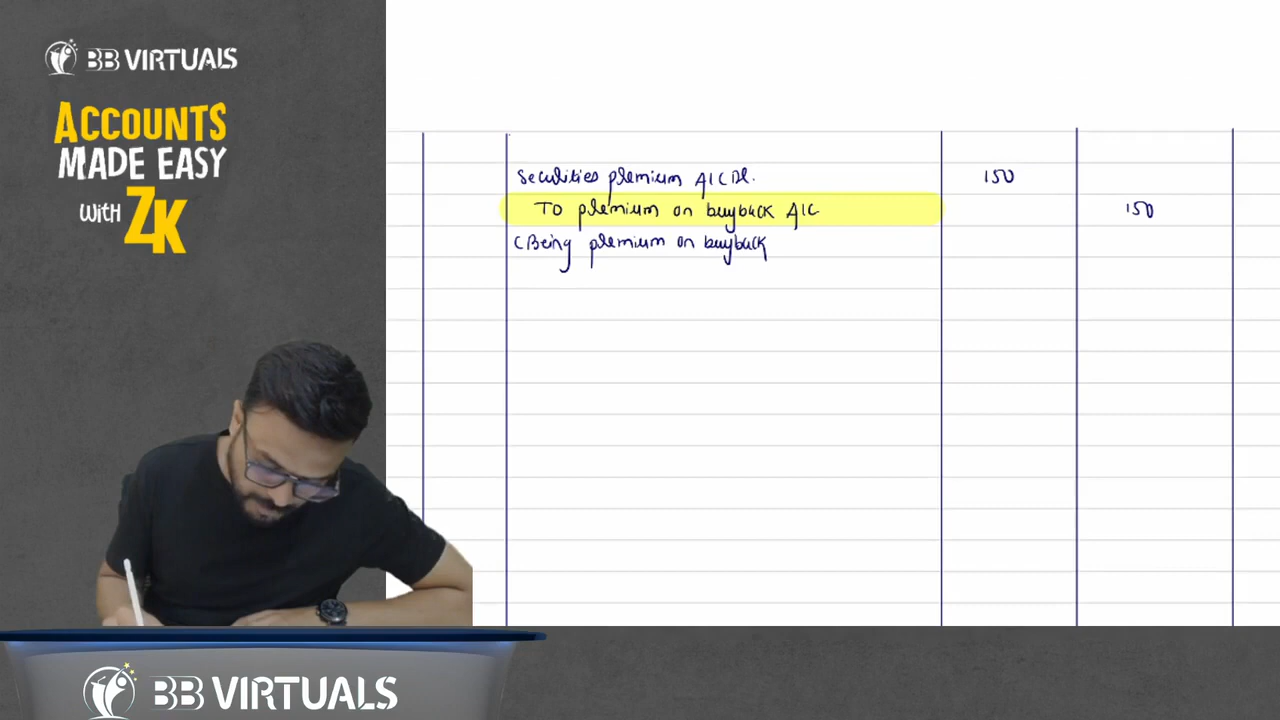 BB VIRTUALS
ACCOUNTS
MADE EASY
with ZK
Securities premium A/C Dr. 150
To premium on buyback A/C 150
(Being premium on buyback
BB VIRTUALS